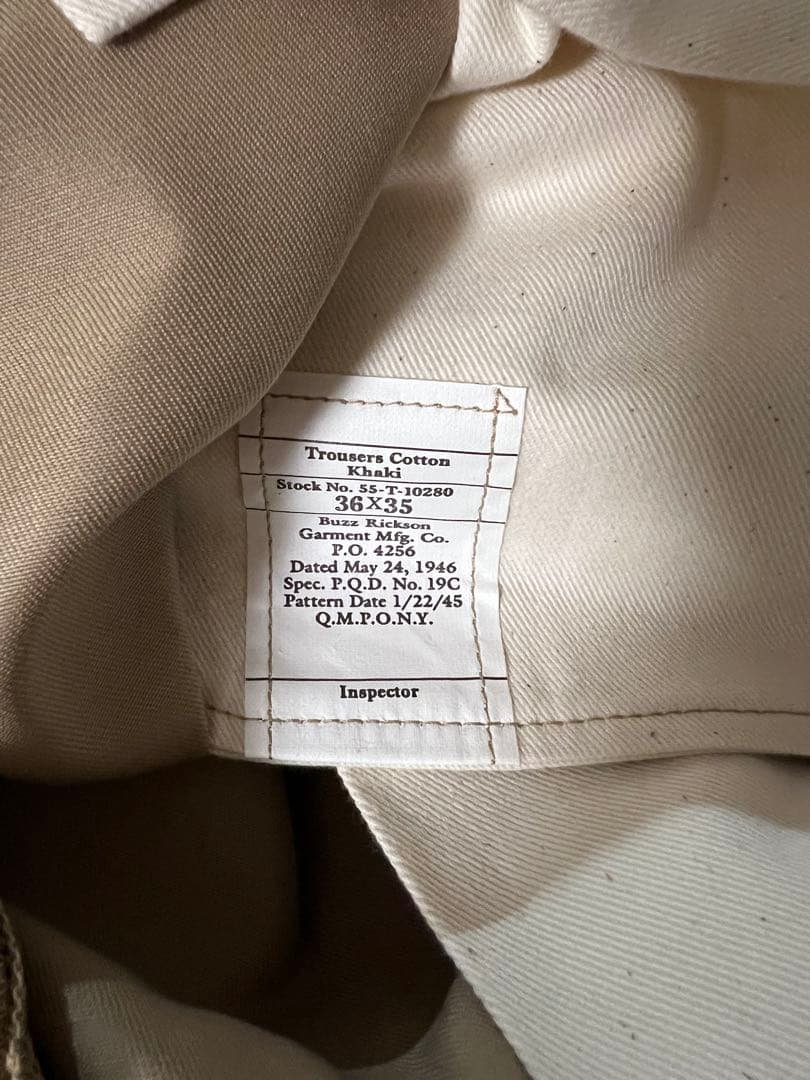 Trousers Cotton
Khaki
Stock No. 55-T-10280
36X35
Buzz Rickson
Garment Mfg. Co.
P.O. 4256
Dated May 24, 1946
Spec. P.Q.D. No. 19C
Pattern Date 1/22/45
Q.M.P.O.N.Y.
Inspector